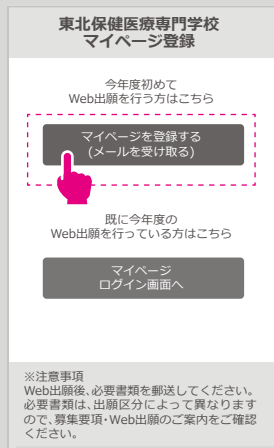 東北保健医療専門学校
マイページ登録
今年度初めて
Web出願を行う方はこちら
マイページを登録する
(メールを受け取る)
既に今年度の
Web出願を行っている方はこちら
マイページ
ログイン画面へ
※注意事項
Web出願後、必要書類を郵送してください。
必要書類は、出願区分によって異なります
ので、募集要項・Web出願のご案内をご確認
ください。